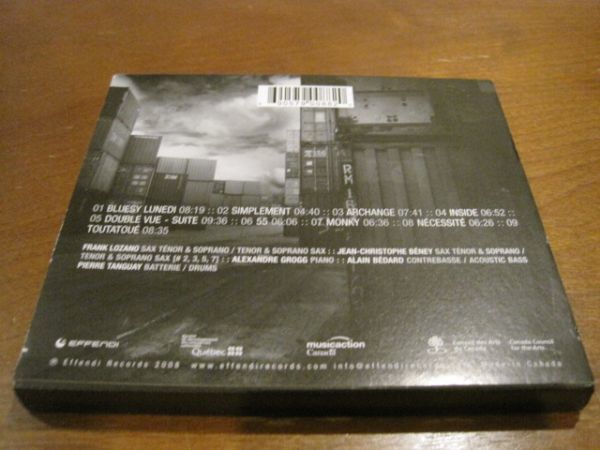 01 BLUESY LUNEDI 08:19 :: 02 SIMPLEMENT 04:40 :: 03 ARCHANGE 07:41 :: 04 INSIDE 06:52 ::
05 DOUBLE VUE - SUITE 09:36 :: 06 55 06:06 :: 07 MONKY 06:36 :: 08 NÉCESSITÉ 06:26 :: 09
TOUTATOUÉ 08:35
FRANK LOZANO SAX TÉNOR & SOPRANO / TENOR & SOPRANO SAX :: JEAN-CHRISTOPHE BÉNEY SAX TÉNOR & SOPRANO /
TENOR & SOPRANO SAX [# 2, 3, 5, 7] :: ALEXANDRE GROGG PIANO :: ALAIN BÉDARD CONTREBASSE / ACOUSTIC BASS
PIERRE TANGUAY BATTERIE / DRUMS
EFFENDI
Québec
musicaction
Canada
Conseil des Arts
du Canada
Canada Council
for the Arts
© Effendi Records 2005 www.effendirecords.com